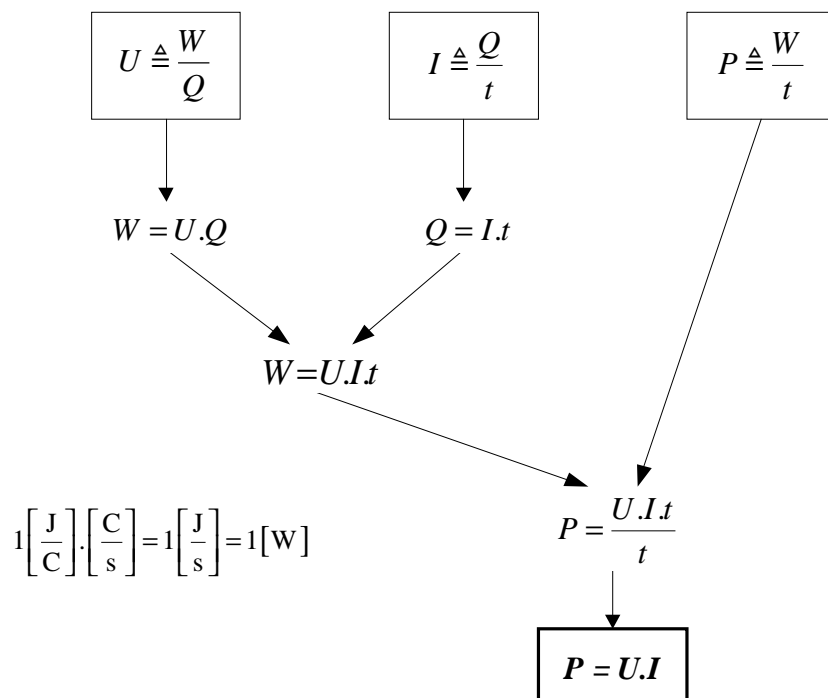 U ≜ W/Q
I ≜ Q/t
P ≜ W/t
W = U.Q
Q = I.t
W = U.I.t
1[J/C].[C/s] = 1[J/s] = 1[W]
P = U.I.t/t
P = U.I